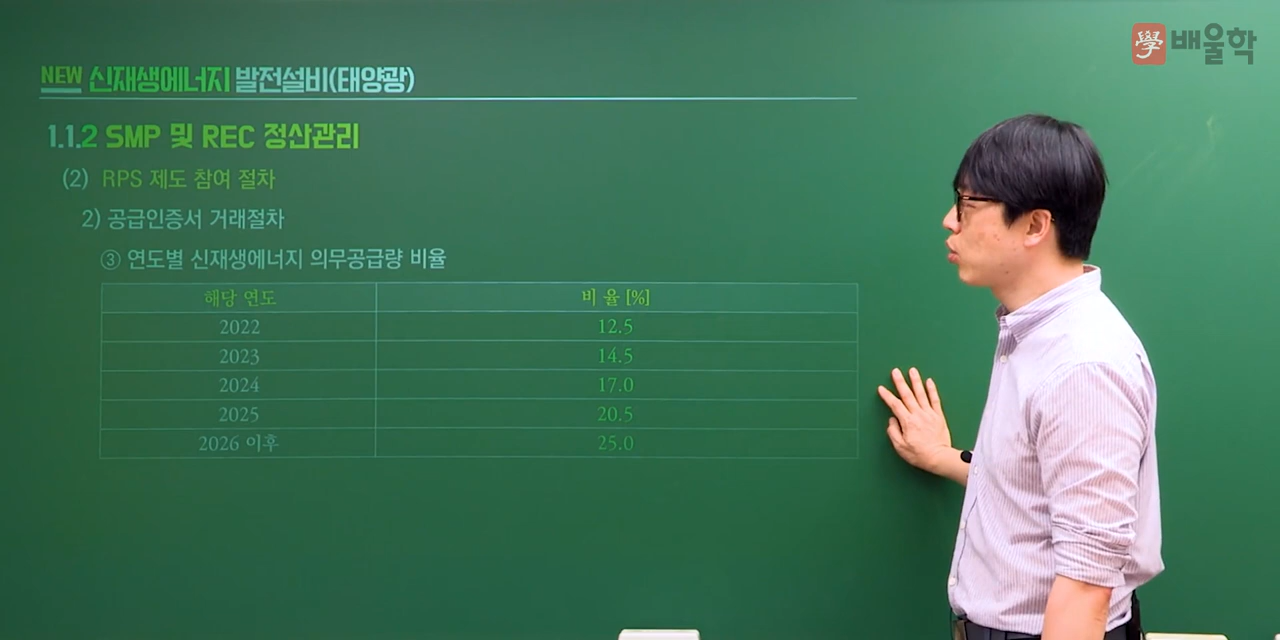 學 배울학
NEW 신재생에너지 발전설비(태양광)
1.1.2 SMP 및 REC 정산관리
(2) RPS 제도 참여 절차
2) 공급인증서 거래절차
③ 연도별 신재생에너지 의무공급량 비율
해당 연도 비 율 [%]
2022 12.5
2023 14.5
2024 17.0
2025 20.5
2026 이후 25.0